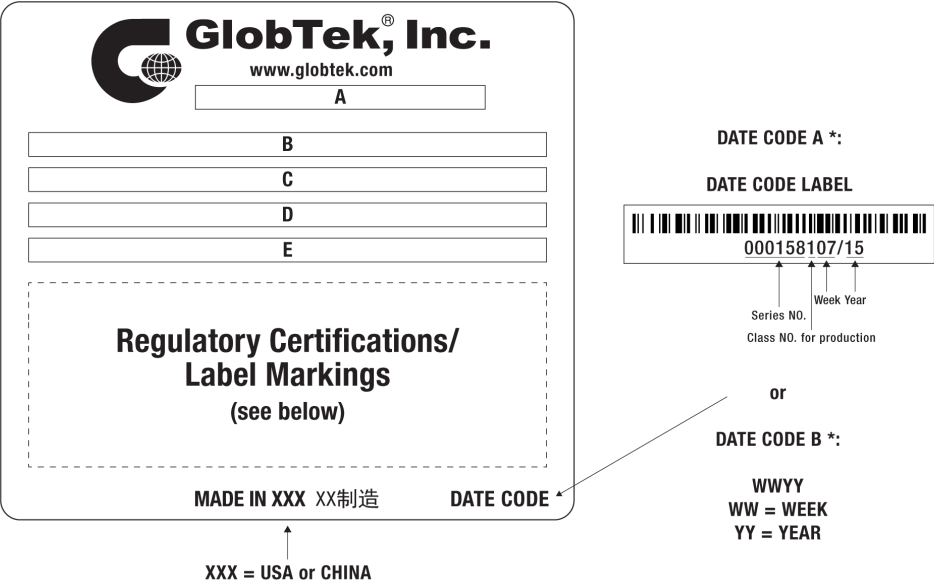 GlobTek,® Inc.
www.globtek.com
A
B
C
D
E
Regulatory Certifications/
Label Markings
(see below)
MADE IN XXX XX制造 DATE CODE
XXX = USA or CHINA
DATE CODE A *:
DATE CODE LABEL
000158107/15
Week Year
Series NO.
Class NO. for production
or
DATE CODE B *:
WWYY
WW = WEEK
YY = YEAR